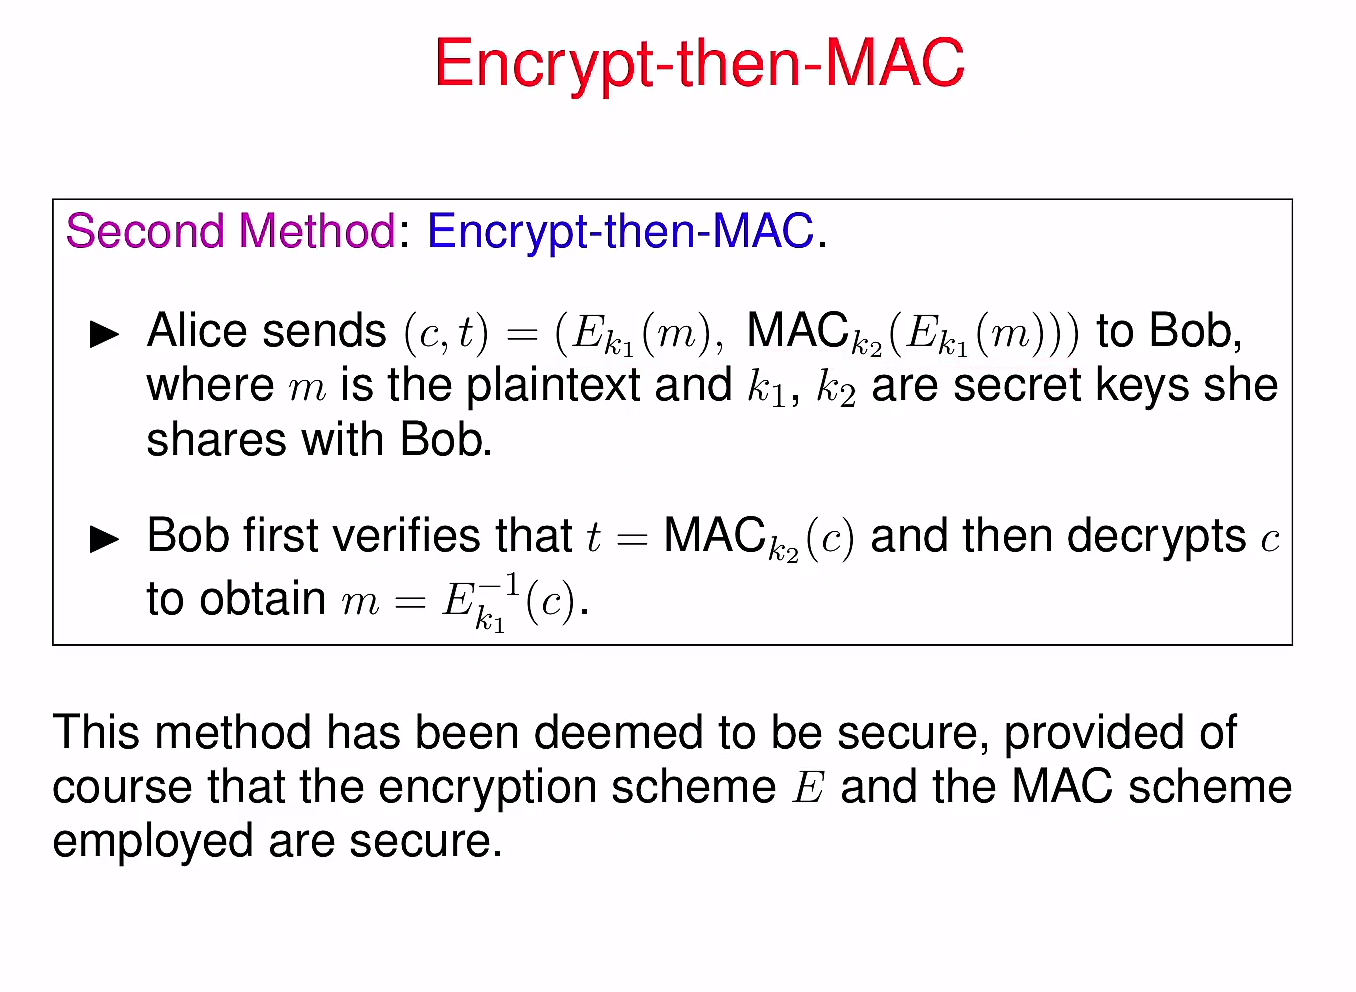 Encrypt-then-MAC
Second Method: Encrypt-then-MAC.
▶ Alice sends $(c, t) = (E_{k_1}(m), \text{MAC}_{k_2}(E_{k_1}(m)))$ to Bob,
where $m$ is the plaintext and $k_1$, $k_2$ are secret keys she
shares with Bob.
▶ Bob first verifies that $t = \text{MAC}_{k_2}(c)$ and then decrypts $c$
to obtain $m = E_{k_1}^{-1}(c)$.
This method has been deemed to be secure, provided of
course that the encryption scheme $E$ and the MAC scheme
employed are secure.